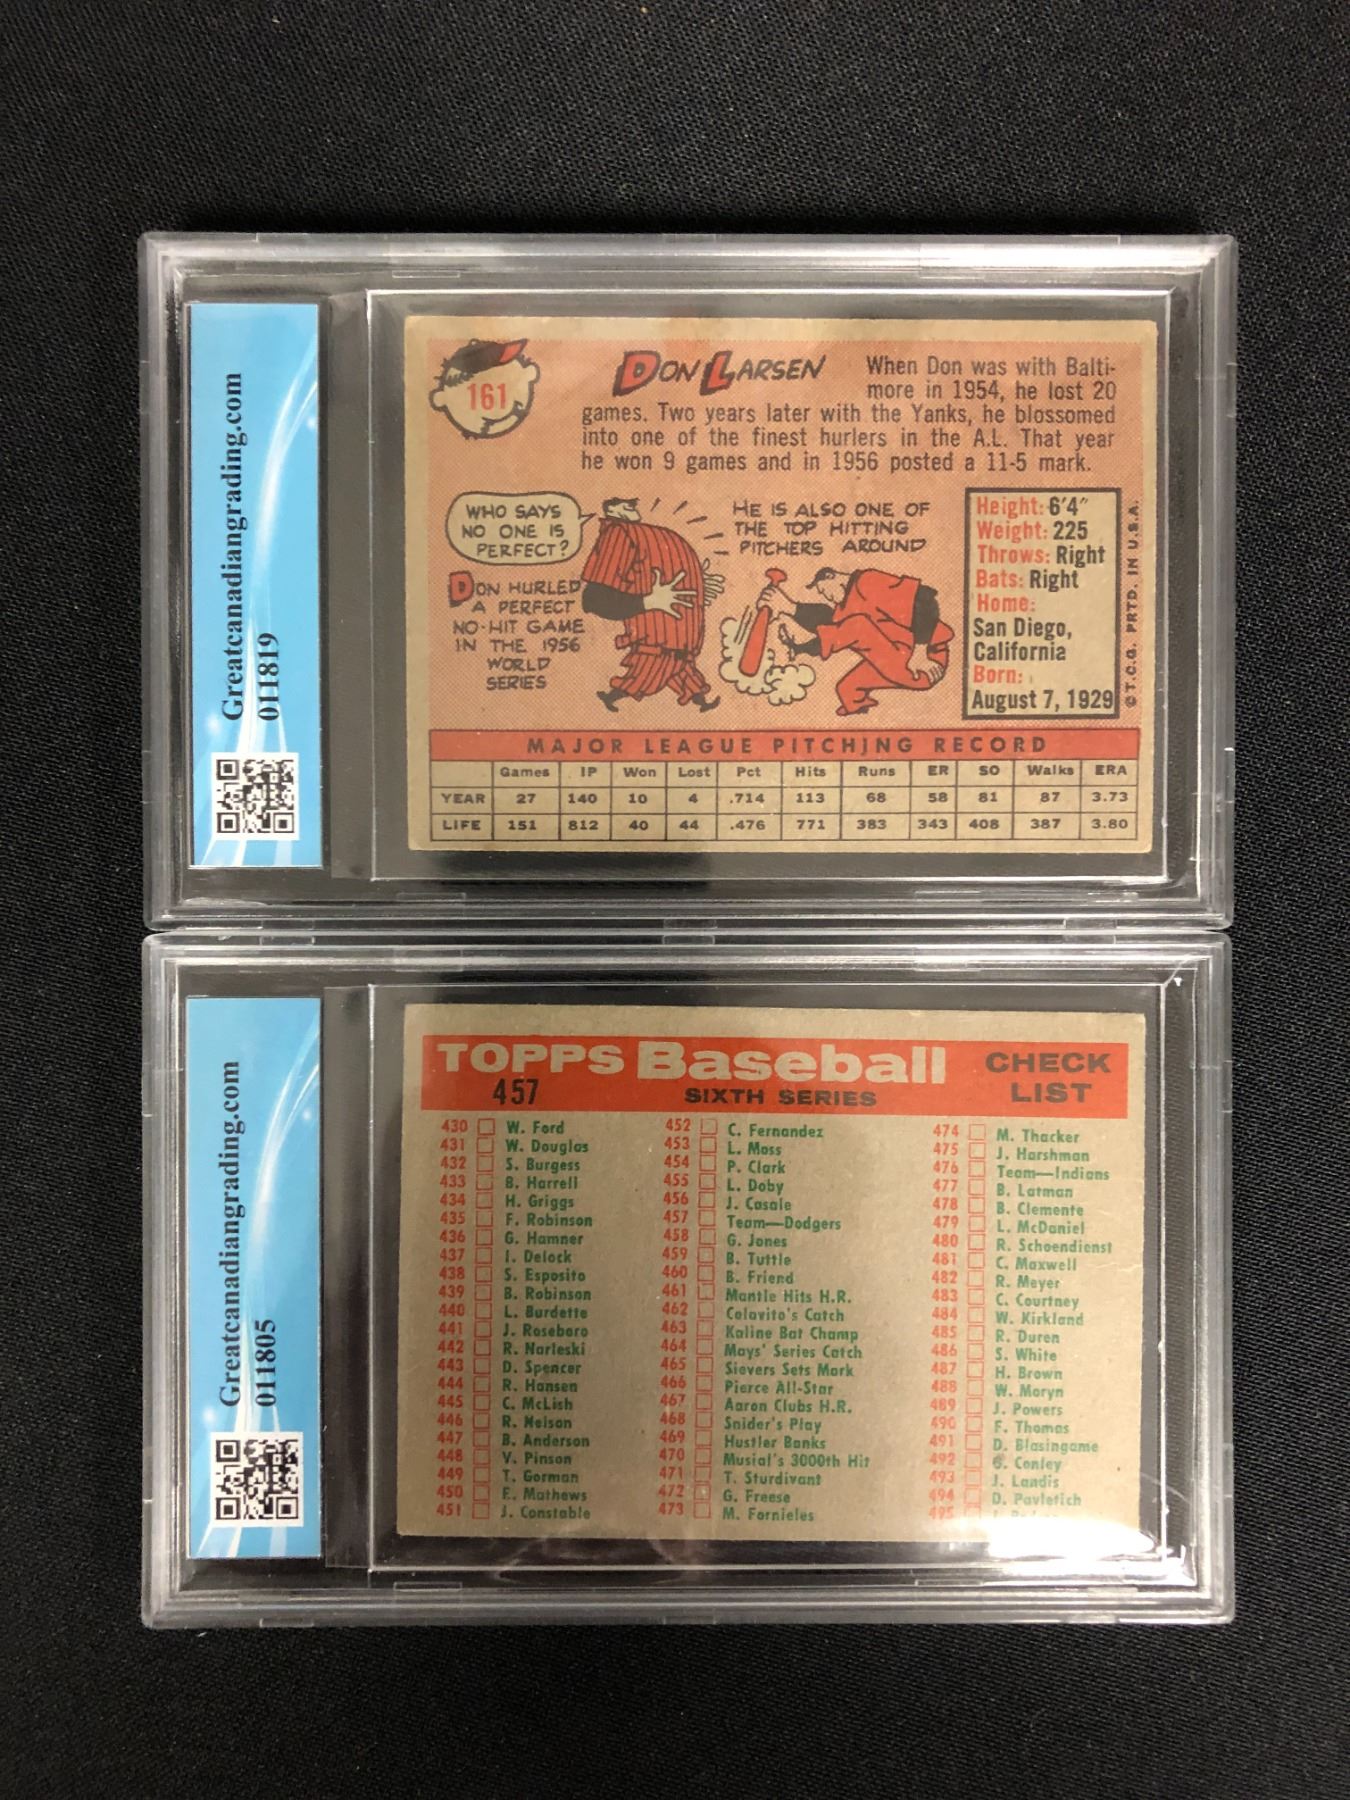 Greatcanadiangrading.com
011819
161
DON LARSEN
When Don was with Balti-
more in 1954, he lost 20
games. Two years later with the Yanks, he blossomed
into one of the finest hurlers in the A.L. That year
he won 9 games and in 1956 posted a 11-5 mark.
WHO SAYS
NO ONE IS
PERFECT?
DON HURLED
A PERFECT
NO-HIT GAME
IN THE 1956
WORLD
SERIES
HE IS ALSO ONE OF
THE TOP HITTING
PITCHERS AROUND
Height: 6'4"
Weight: 225
Throws: Right
Bats: Right
Home:
San Diego,
California
Born:
August 7, 1929
©T.C.G. PRTD. IN U.S.A.
MAJOR LEAGUE PITCHING RECORD
Games IP Won Lost Pct Hits Runs ER SO Walks ERA
YEAR 27 140 10 4 .714 113 68 58 81 87 3.73
LIFE 151 812 40 44 .476 771 383 343 408 387 3.80
Greatcanadiangrading.com
011805
TOPPS Baseball
457
SIXTH SERIES
CHECK
LIST
430 W. Ford
431 W. Douglas
432 S. Burgess
433 B. Harrell
434 H. Griggs
435 F. Robinson
436 G. Hamner
437 I. Delock
438 S. Esposito
439 B. Robinson
440 L. Burdette
441 J. Roseboro
442 R. Narleski
443 D. Spencer
444 R. Hansen
445 C. McLish
446 R. Nelson
447 B. Anderson
448 V. Pinson
449 T. Gorman
450 E. Mathews
451 J. Constable
452 C. Fernandez
453 L. Moss
454 P. Clark
455 L. Doby
456 J. Casale
457 Team—Dodgers
458 G. Jones
459 B. Tuttle
460 B. Friend
461 Mantle Hits H.R.
462 Colavito's Catch
463 Kaline Bat Champ
464 Mays' Series Catch
465 Sievers Sets Mark
466 Pierce All-Star
467 Aaron Clubs H.R.
468 Snider's Play
469 Hustler Banks
470 Musial's 3000th Hit
471 T. Sturdivant
472 G. Freese
473 M. Fornieles
474 M. Thacker
475 J. Harshman
476 Team—Indians
477 B. Latman
478 B. Clemente
479 L. McDaniel
480 R. Schoendienst
481 C. Maxwell
482 R. Meyer
483 C. Courtney
484 W. Kirkland
485 R. Duren
486 S. White
487 H. Brown
488 W. Moryn
489 J. Powers
490 F. Thomas
491 D. Blasingame
492 G. Conley
493 J. Landis
494 D. Pavletich
495